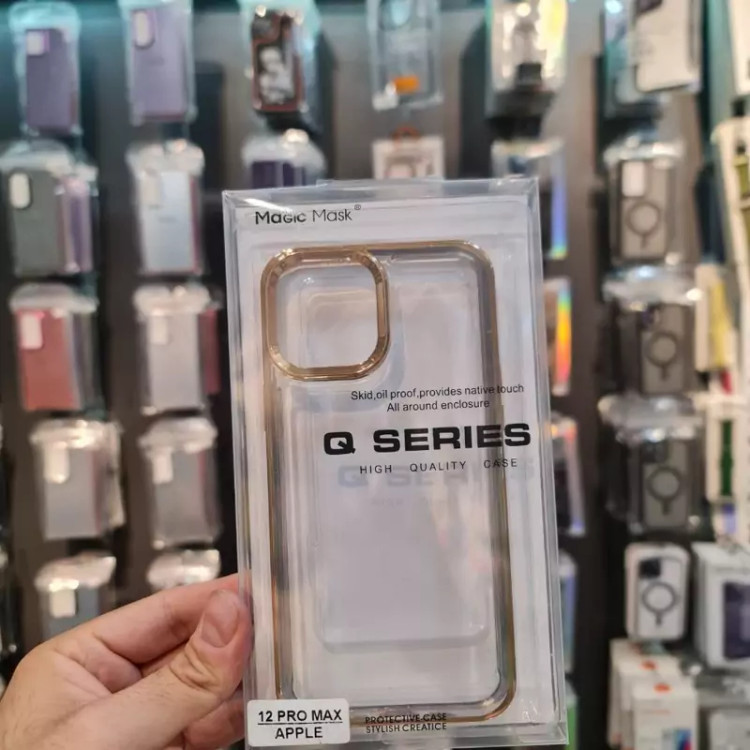 Magic Mask®
Skid,oil proof,provides native touch
All around enclosure
Q SERIES
HIGH QUALITY CASE
12 PRO MAX
APPLE
PROTECTIVE CASE
STYLISH CREATICE